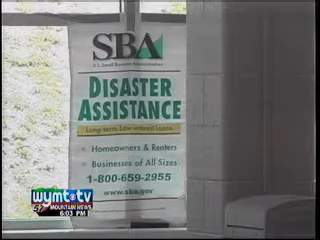 SBA
U.S. Small Business Administration
DISASTER
ASSISTANCE
Long-term Low-interest Loans
Homeowners & Renters
Businesses of All Sizes
1-800-659-2955
www.sba.gov
wymt-tv
MOUNTAIN NEWS
6:03 PM